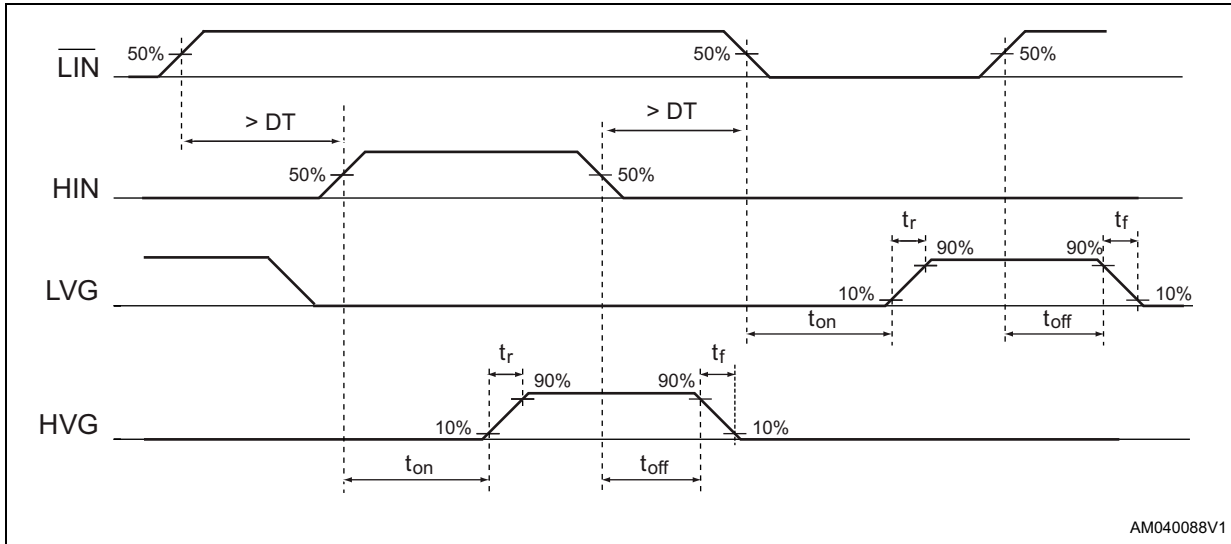 50% 50% 50%
L̅I̅N̅
> DT > DT
50% 50%
HIN
tr tf
90% 90%
LVG
10% 10%
ton toff
tr tf
90% 90%
HVG
10% 10%
ton toff
AM040088V1